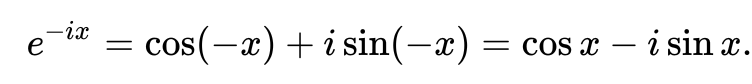 e^{-ix} = cos(−x) + i sin(−x) = cos x − i sin x.